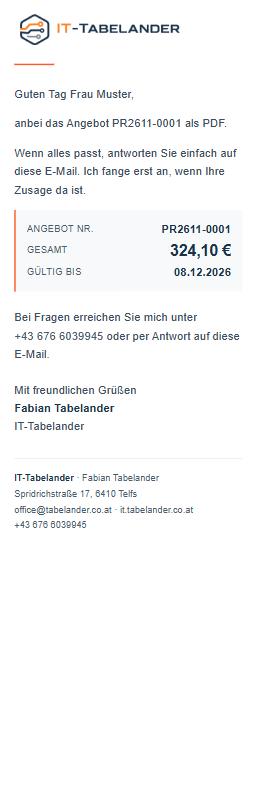 IT-TABELANDER
Guten Tag Frau Muster,
anbei das Angebot PR2611-0001 als PDF.
Wenn alles passt, antworten Sie einfach auf
diese E-Mail. Ich fange erst an, wenn Ihre
Zusage da ist.
ANGEBOT NR. PR2611-0001
GESAMT 324,10 €
GÜLTIG BIS 08.12.2026
Bei Fragen erreichen Sie mich unter
+43 676 6039945 oder per Antwort auf diese
E-Mail.
Mit freundlichen Grüßen
Fabian Tabelander
IT-Tabelander
IT-Tabelander · Fabian Tabelander
Spridrichstraße 17, 6410 Telfs
office@tabelander.co.at · it.tabelander.co.at
+43 676 6039945